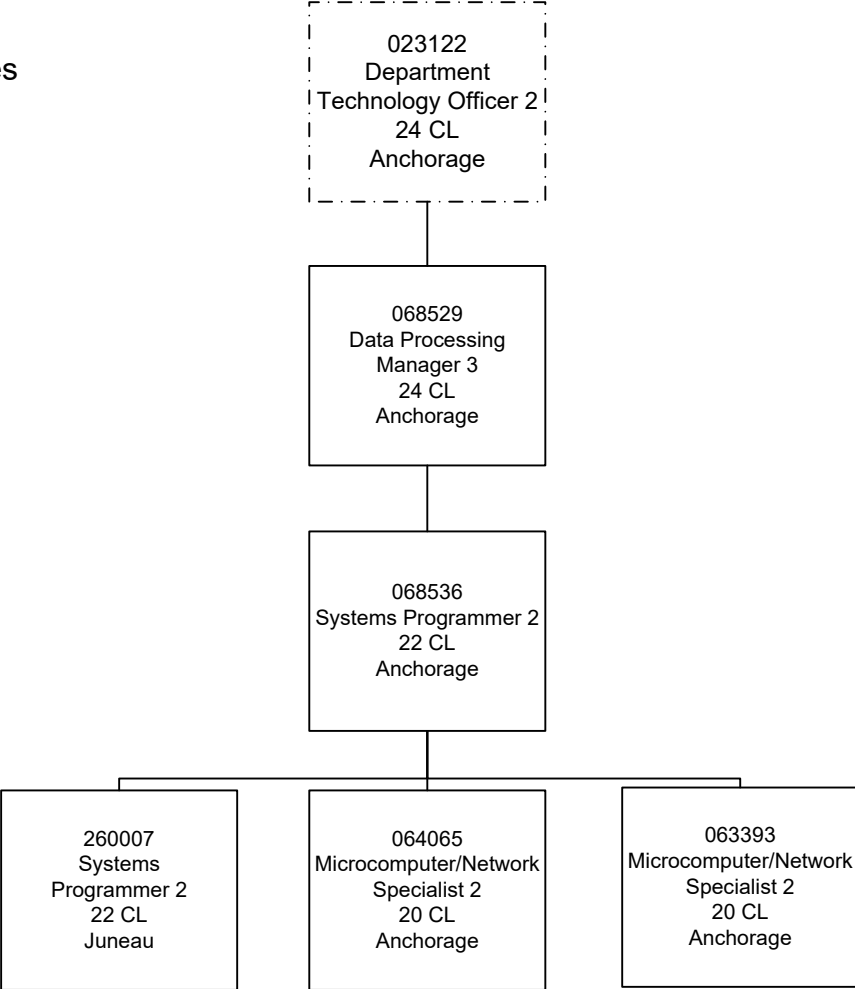 023122
Department
Technology Officer 2
24 CL
Anchorage
068529
Data Processing
Manager 3
24 CL
Anchorage
068536
Systems Programmer 2
22 CL
Anchorage
260007
Systems
Programmer 2
22 CL
Juneau
064065
Microcomputer/Network
Specialist 2
20 CL
Anchorage
063393
Microcomputer/Network
Specialist 2
20 CL
Anchorage